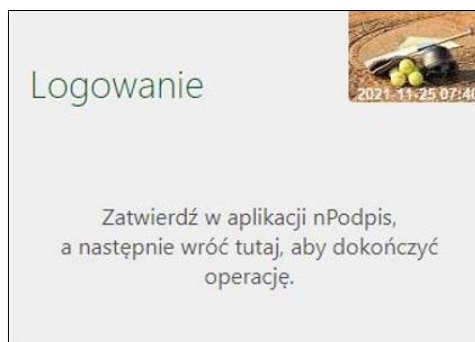 Logowanie
2021-11-25 07:40
Zatwierdź w aplikacji nPodpis,
a następnie wróć tutaj, aby dokończyć
operację.